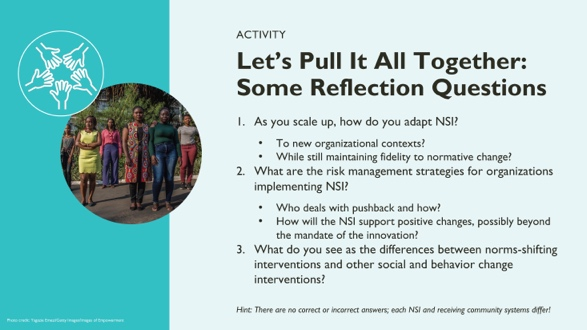 ACTIVITY
Let's Pull It All Together:
Some Reflection Questions
1. As you scale up, how do you adapt NSI?
• To new organizational contexts?
• While still maintaining fidelity to normative change?
2. What are the risk management strategies for organizations
implementing NSI?
• Who deals with pushback and how?
• How will the NSI support positive changes, possibly beyond
the mandate of the innovation?
3. What do you see as the differences between norms-shifting
interventions and other social and behavior change
interventions?
Hint: There are no correct or incorrect answers; each NSI and receiving community systems differ!
Photo credit: Images of Empowerment